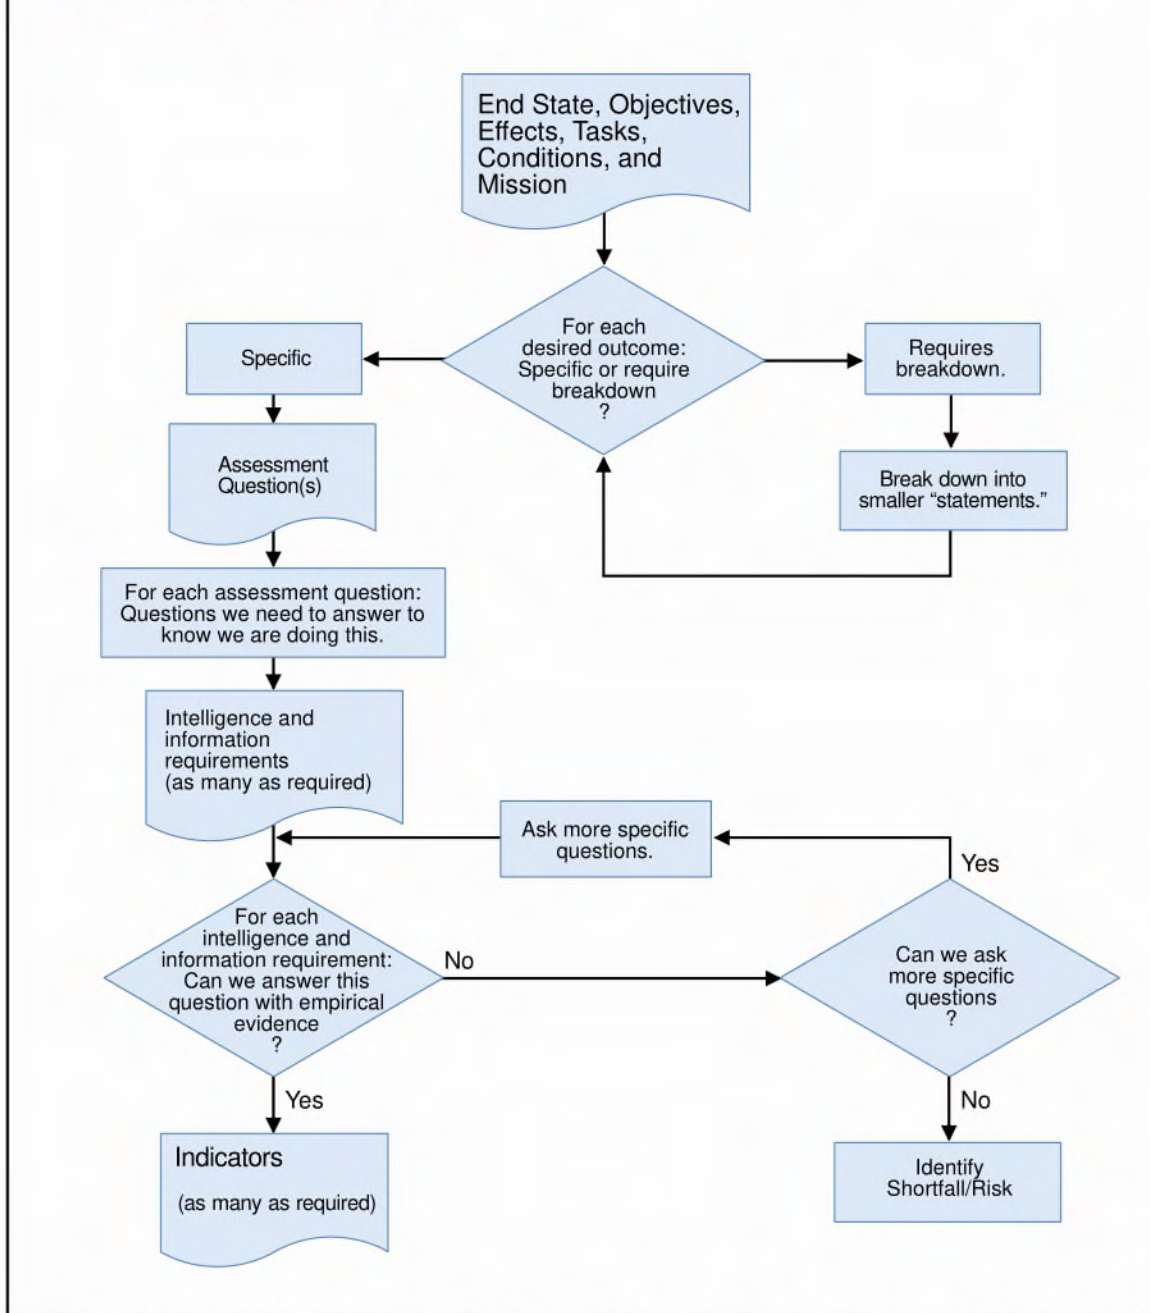 End State, Objectives,
Effects, Tasks,
Conditions, and
Mission
For each
desired outcome:
Specific or require
breakdown
?
Specific
Requires
breakdown.
Assessment
Question(s)
Break down into
smaller “statements.”
For each assessment question:
Questions we need to answer to
know we are doing this.
Intelligence and
information
requirements
(as many as required)
Ask more specific
questions.
Yes
For each
intelligence and
information requirement:
Can we answer this
question with empirical
evidence
?
No
Can we ask
more specific
questions
?
Yes
No
Indicators
(as many as required)
Identify
Shortfall/Risk